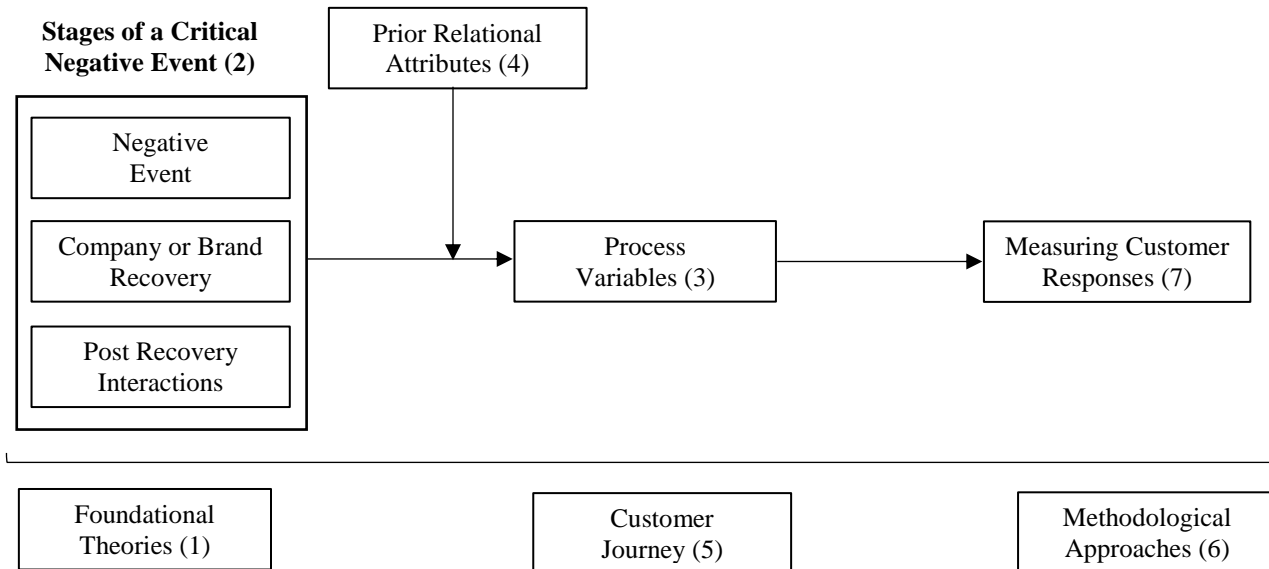 Stages of a Critical
Negative Event (2)
Prior Relational
Attributes (4)
Negative
Event
Company or Brand
Recovery
Post Recovery
Interactions
Process
Variables (3)
Measuring Customer
Responses (7)
Foundational
Theories (1)
Customer
Journey (5)
Methodological
Approaches (6)